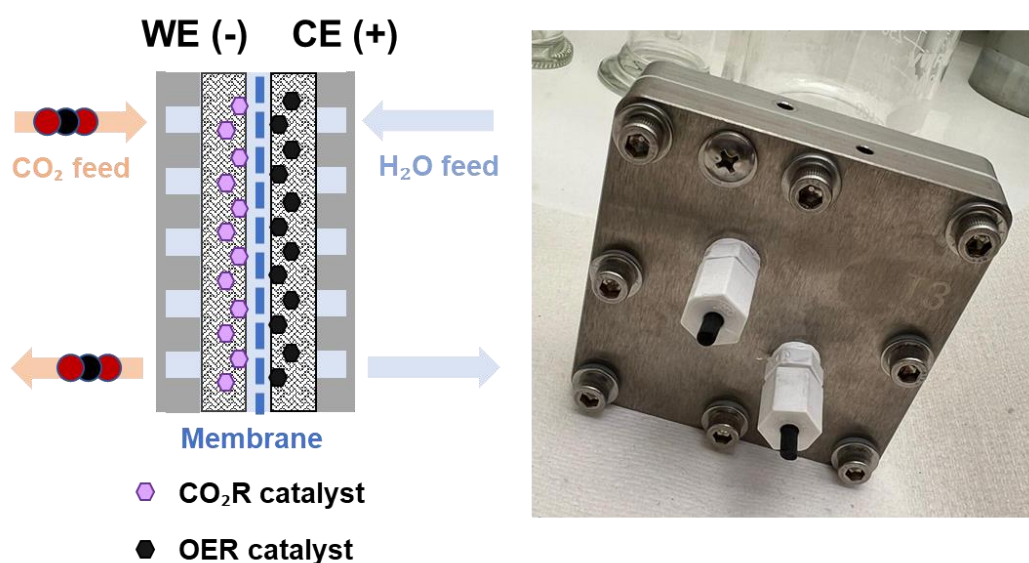 WE (-) CE (+)
CO₂ feed
H₂O feed
Membrane
CO₂R catalyst
OER catalyst